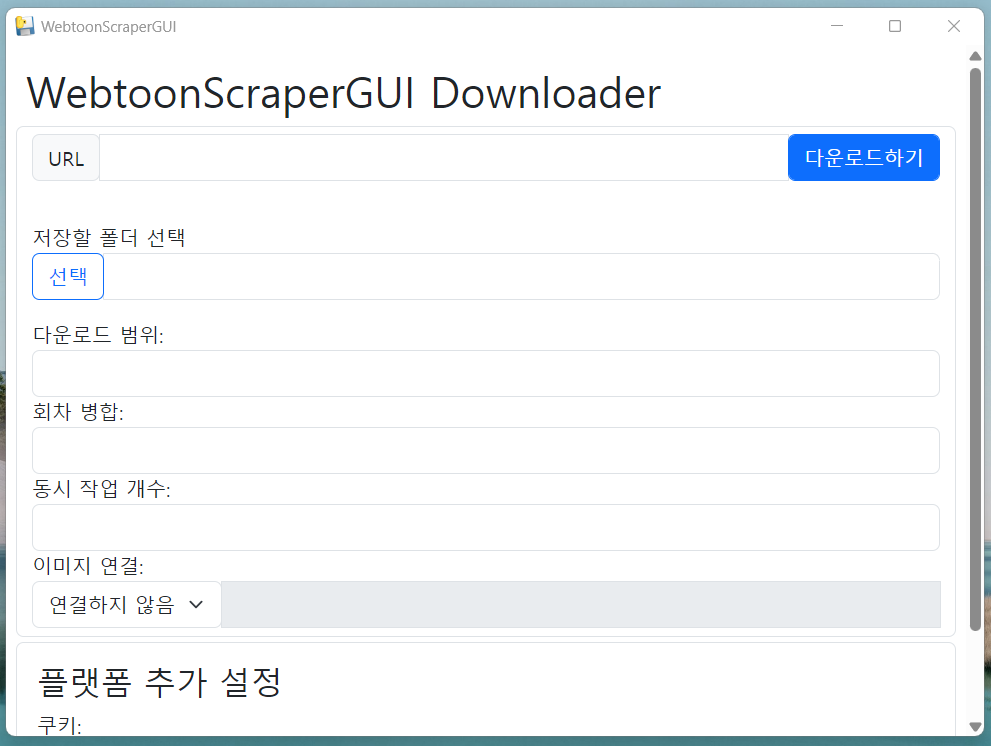 WebtoonScraperGUI
WebtoonScraperGUI Downloader
URL
다운로드하기
저장할 폴더 선택
선택
다운로드 범위:
회차 병합:
동시 작업 개수:
이미지 연결:
연결하지 않음
플랫폼 추가 설정
쿠키: